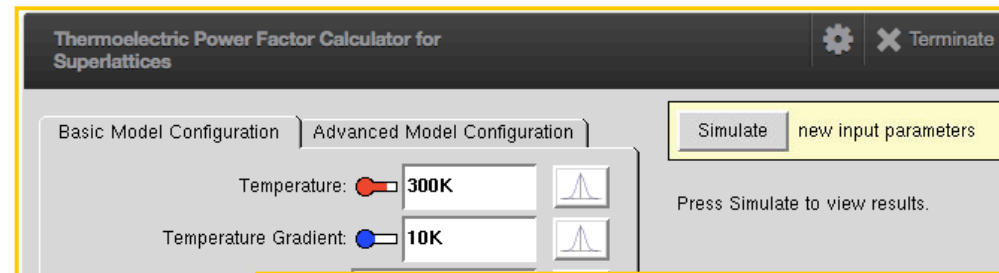 Thermoelectric Power Factor Calculator for
Superlattices
Terminate
Basic Model Configuration
Advanced Model Configuration
Simulate
new input parameters
Temperature:
300K
Press Simulate to view results.
Temperature Gradient:
10K